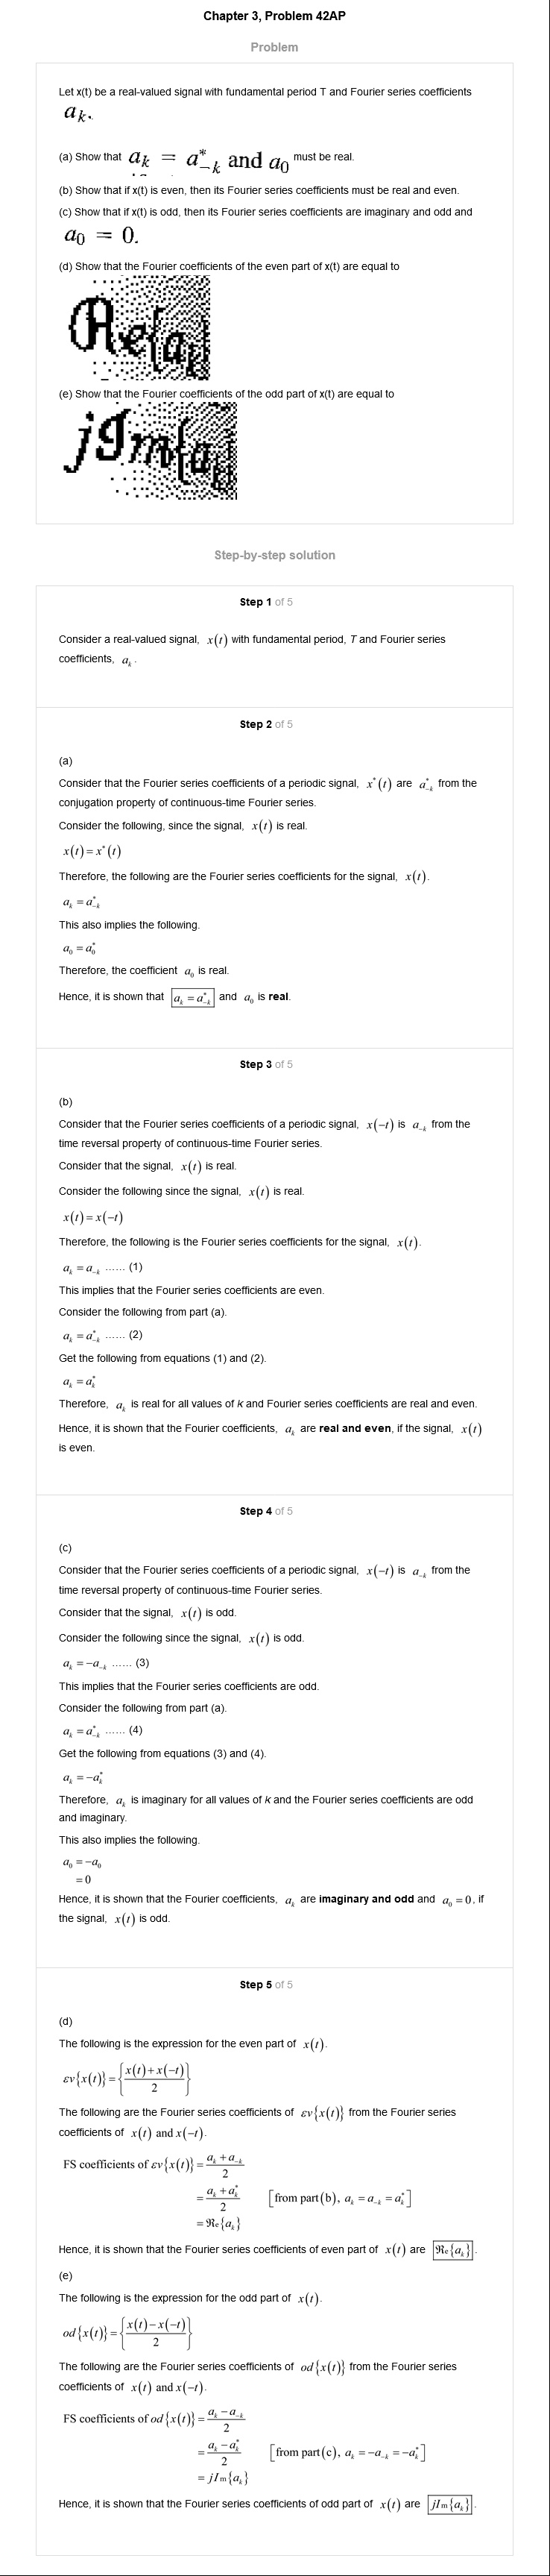 Chapter 3, Problem 42AP
Problem
Let x(t) be a real-valued signal with fundamental period T and Fourier series coefficients
a_k.
(a) Show that a_k = a*_{-k} and a_0 must be real.
(b) Show that if x(t) is even, then its Fourier series coefficients must be real and even.
(c) Show that if x(t) is odd, then its Fourier series coefficients are imaginary and odd and
a_0 = 0.
(d) Show that the Fourier coefficients of the even part of x(t) are equal to
Re{a_k}
(e) Show that the Fourier coefficients of the odd part of x(t) are equal to
jIm{a_k}
Step-by-step solution
Step 1 of 5
Consider a real-valued signal, x(t) with fundamental period, T and Fourier series
coefficients, a_k.
Step 2 of 5
(a)
Consider that the Fourier series coefficients of a periodic signal, x*(t) are a*_{-k} from the
conjugation property of continuous-time Fourier series.
Consider the following, since the signal, x(t) is real.
x(t) = x*(t)
Therefore, the following are the Fourier series coefficients for the signal, x(t).
a_k = a*_{-k}
This also implies the following.
a_0 = a*_0
Therefore, the coefficient a_0 is real.
Hence, it is shown that a_k = a*_{-k} and a_0 is real.
Step 3 of 5
(b)
Consider that the Fourier series coefficients of a periodic signal, x(-t) is a_{-k} from the
time reversal property of continuous-time Fourier series.
Consider that the signal, x(t) is real.
Consider the following since the signal, x(t) is real.
x(t) = x(-t)
Therefore, the following is the Fourier series coefficients for the signal, x(t).
a_k = a_{-k} ...... (1)
This implies that the Fourier series coefficients are even.
Consider the following from part (a).
a_k = a*_{-k} ...... (2)
Get the following from equations (1) and (2).
a_k = a*_k
Therefore, a_k is real for all values of k and Fourier series coefficients are real and even.
Hence, it is shown that the Fourier coefficients, a_k are real and even, if the signal, x(t)
is even.
Step 4 of 5
(c)
Consider that the Fourier series coefficients of a periodic signal, x(-t) is a_{-k} from the
time reversal property of continuous-time Fourier series.
Consider that the signal, x(t) is odd.
Consider the following since the signal, x(t) is odd.
a_k = -a_{-k} ...... (3)
This implies that the Fourier series coefficients are odd.
Consider the following from part (a).
a_k = a*_{-k} ...... (4)
Get the following from equations (3) and (4).
a_k = -a*_k
Therefore, a_k is imaginary for all values of k and the Fourier series coefficients are odd
and imaginary.
This also implies the following.
a_0 = -a_0
= 0
Hence, it is shown that the Fourier coefficients, a_k are imaginary and odd and a_0 = 0, if
the signal, x(t) is odd.
Step 5 of 5
(d)
The following is the expression for the even part of x(t).
εv{x(t)} = {(x(t)+x(-t))/2}
The following are the Fourier series coefficients of εv{x(t)} from the Fourier series
coefficients of x(t) and x(-t).
FS coefficients of εv{x(t)} = (a_k + a_{-k})/2
= (a_k + a*_k)/2 [from part(b), a_k = a_{-k} = a*_k]
= Re{a_k}
Hence, it is shown that the Fourier series coefficients of even part of x(t) are Re{a_k}.
(e)
The following is the expression for the odd part of x(t).
od{x(t)} = {(x(t)-x(-t))/2}
The following are the Fourier series coefficients of od{x(t)} from the Fourier series
coefficients of x(t) and x(-t).
FS coefficients of od{x(t)} = (a_k - a_{-k})/2
= (a_k - a*_k)/2 [from part(c), a_k = -a_{-k} = -a*_k]
= jIm{a_k}
Hence, it is shown that the Fourier series coefficients of odd part of x(t) are jIm{a_k}.